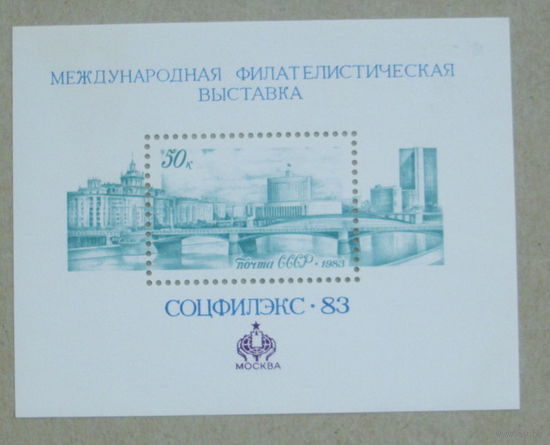 МЕЖДУНАРОДНАЯ ФИЛАТЕЛИСТИЧЕСКАЯ
ВЫСТАВКА
50к
почта СССР · 1983
СОЦФИЛЭКС · 83
МОСКВА